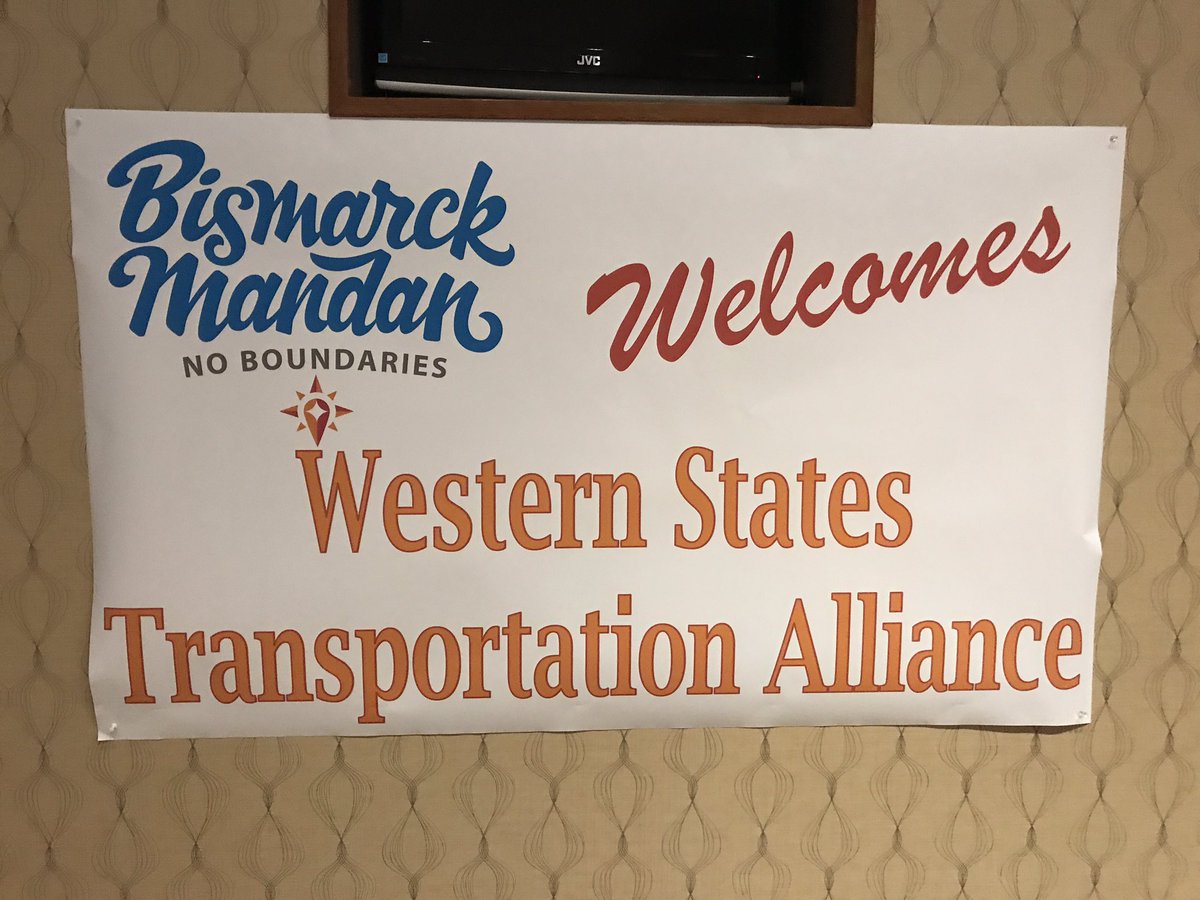 JVC
Bismarck
Mandan
NO BOUNDARIES
Welcomes
Western States
Transportation Alliance